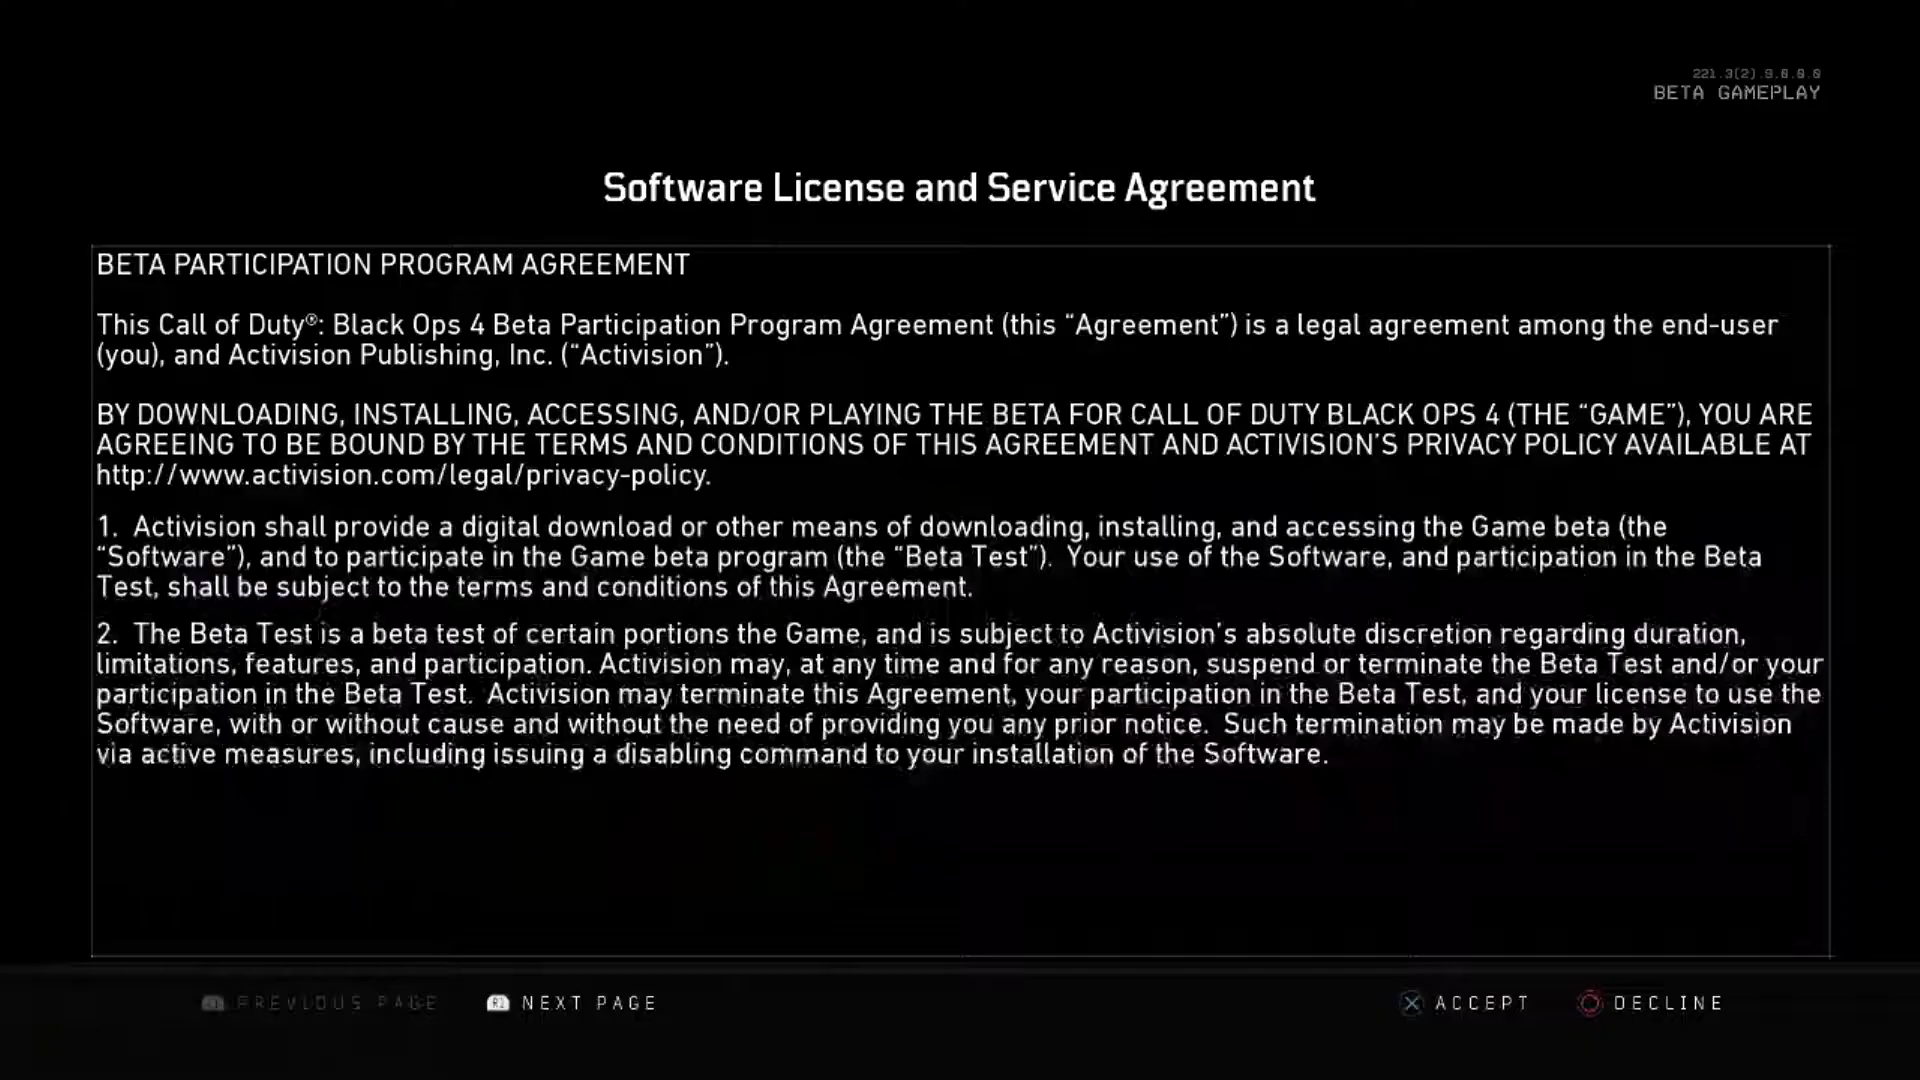 221.3(2).9.0.0.0
BETA GAMEPLAY
Software License and Service Agreement
BETA PARTICIPATION PROGRAM AGREEMENT
This Call of Duty®: Black Ops 4 Beta Participation Program Agreement (this “Agreement”) is a legal agreement among the end-user
(you), and Activision Publishing, Inc. (“Activision”).
BY DOWNLOADING, INSTALLING, ACCESSING, AND/OR PLAYING THE BETA FOR CALL OF DUTY BLACK OPS 4 (THE “GAME”), YOU ARE
AGREEING TO BE BOUND BY THE TERMS AND CONDITIONS OF THIS AGREEMENT AND ACTIVISION’S PRIVACY POLICY AVAILABLE AT
http://www.activision.com/legal/privacy-policy.
1.  Activision shall provide a digital download or other means of downloading, installing, and accessing the Game beta (the
“Software”), and to participate in the Game beta program (the “Beta Test”).  Your use of the Software, and participation in the Beta
Test, shall be subject to the terms and conditions of this Agreement.
2.  The Beta Test is a beta test of certain portions the Game, and is subject to Activision’s absolute discretion regarding duration,
limitations, features, and participation. Activision may, at any time and for any reason, suspend or terminate the Beta Test and/or your
participation in the Beta Test.  Activision may terminate this Agreement, your participation in the Beta Test, and your license to use the
Software, with or without cause and without the need of providing you any prior notice.  Such termination may be made by Activision
via active measures, including issuing a disabling command to your installation of the Software.
PREVIOUS PAGE R1 NEXT PAGE ACCEPT DECLINE